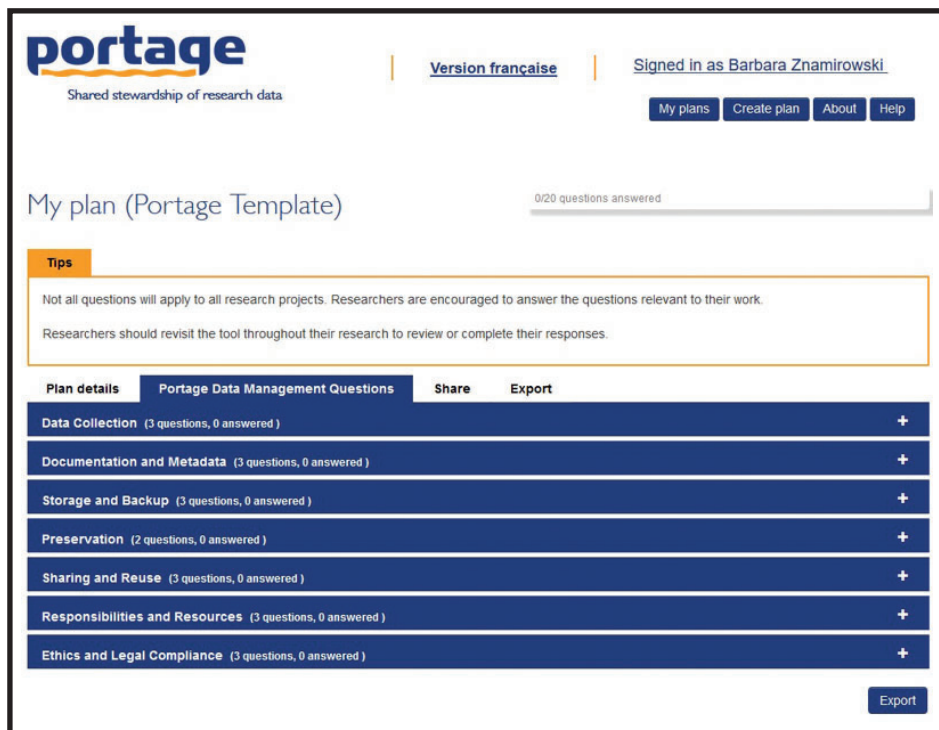 portage
Shared stewardship of research data
Version française
Signed in as Barbara Znamirowski
My plans
Create plan
About
Help
My plan (Portage Template)
0/20 questions answered
Tips
Not all questions will apply to all research projects. Researchers are encouraged to answer the questions relevant to their work.
Researchers should revisit the tool throughout their research to review or complete their responses.
Plan details
Portage Data Management Questions
Share
Export
Data Collection (3 questions, 0 answered )
+
Documentation and Metadata (3 questions, 0 answered )
+
Storage and Backup (3 questions, 0 answered )
+
Preservation (2 questions, 0 answered )
+
Sharing and Reuse (3 questions, 0 answered )
+
Responsibilities and Resources (3 questions, 0 answered )
+
Ethics and Legal Compliance (3 questions, 0 answered )
+
Export